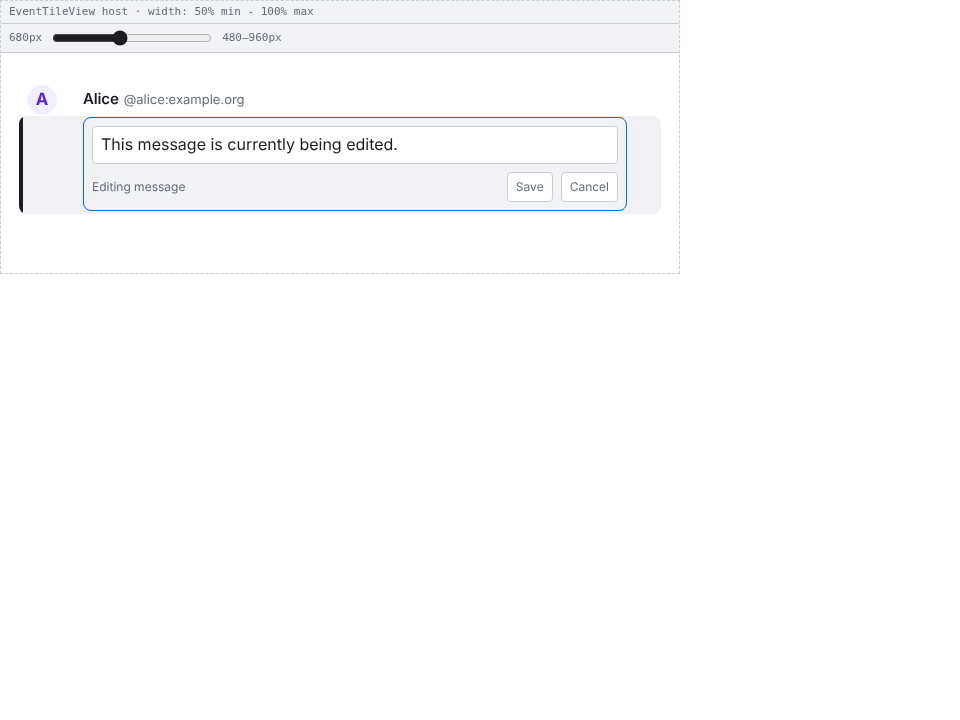 EventTileView host · width: 50% min - 100% max
680px 480–960px
A Alice @alice:example.org
This message is currently being edited.
Editing message Save Cancel